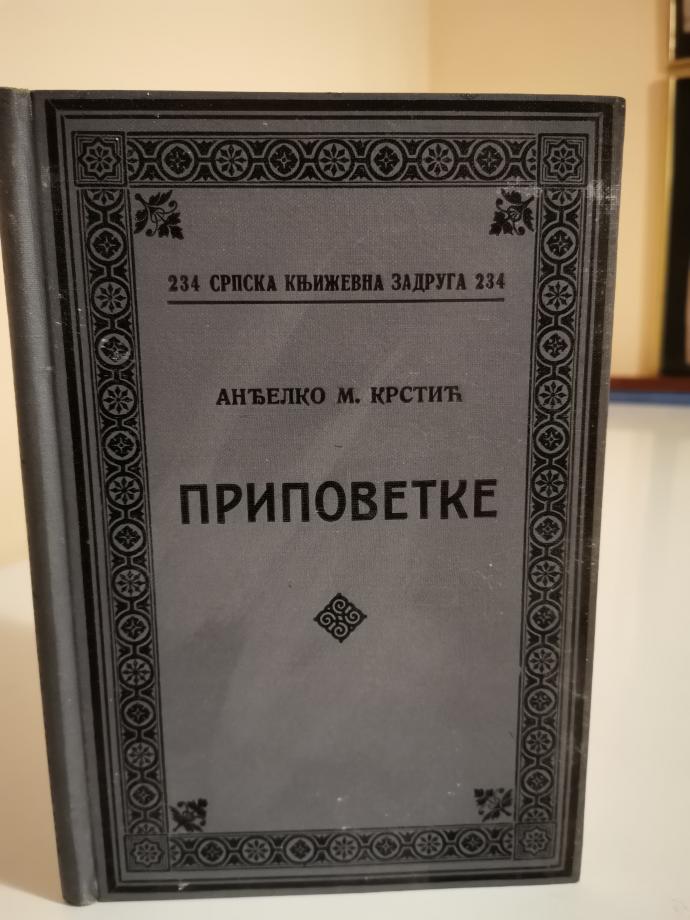 234 СРПСКА КЊИЖЕВНА ЗАДРУГА 234
АНЂЕЛКО М. КРСТИЋ
ПРИПОВЕТКЕ